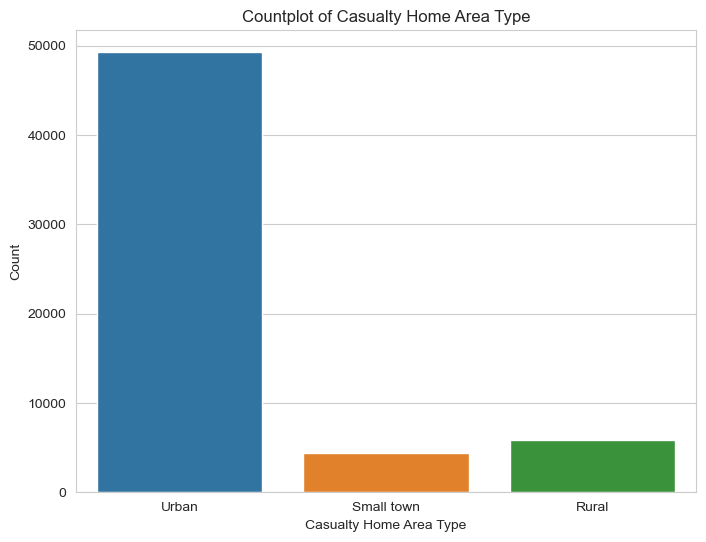 Countplot of Casualty Home Area Type
50000
40000
30000
20000
10000
0
Count
Urban
Small town
Rural
Casualty Home Area Type